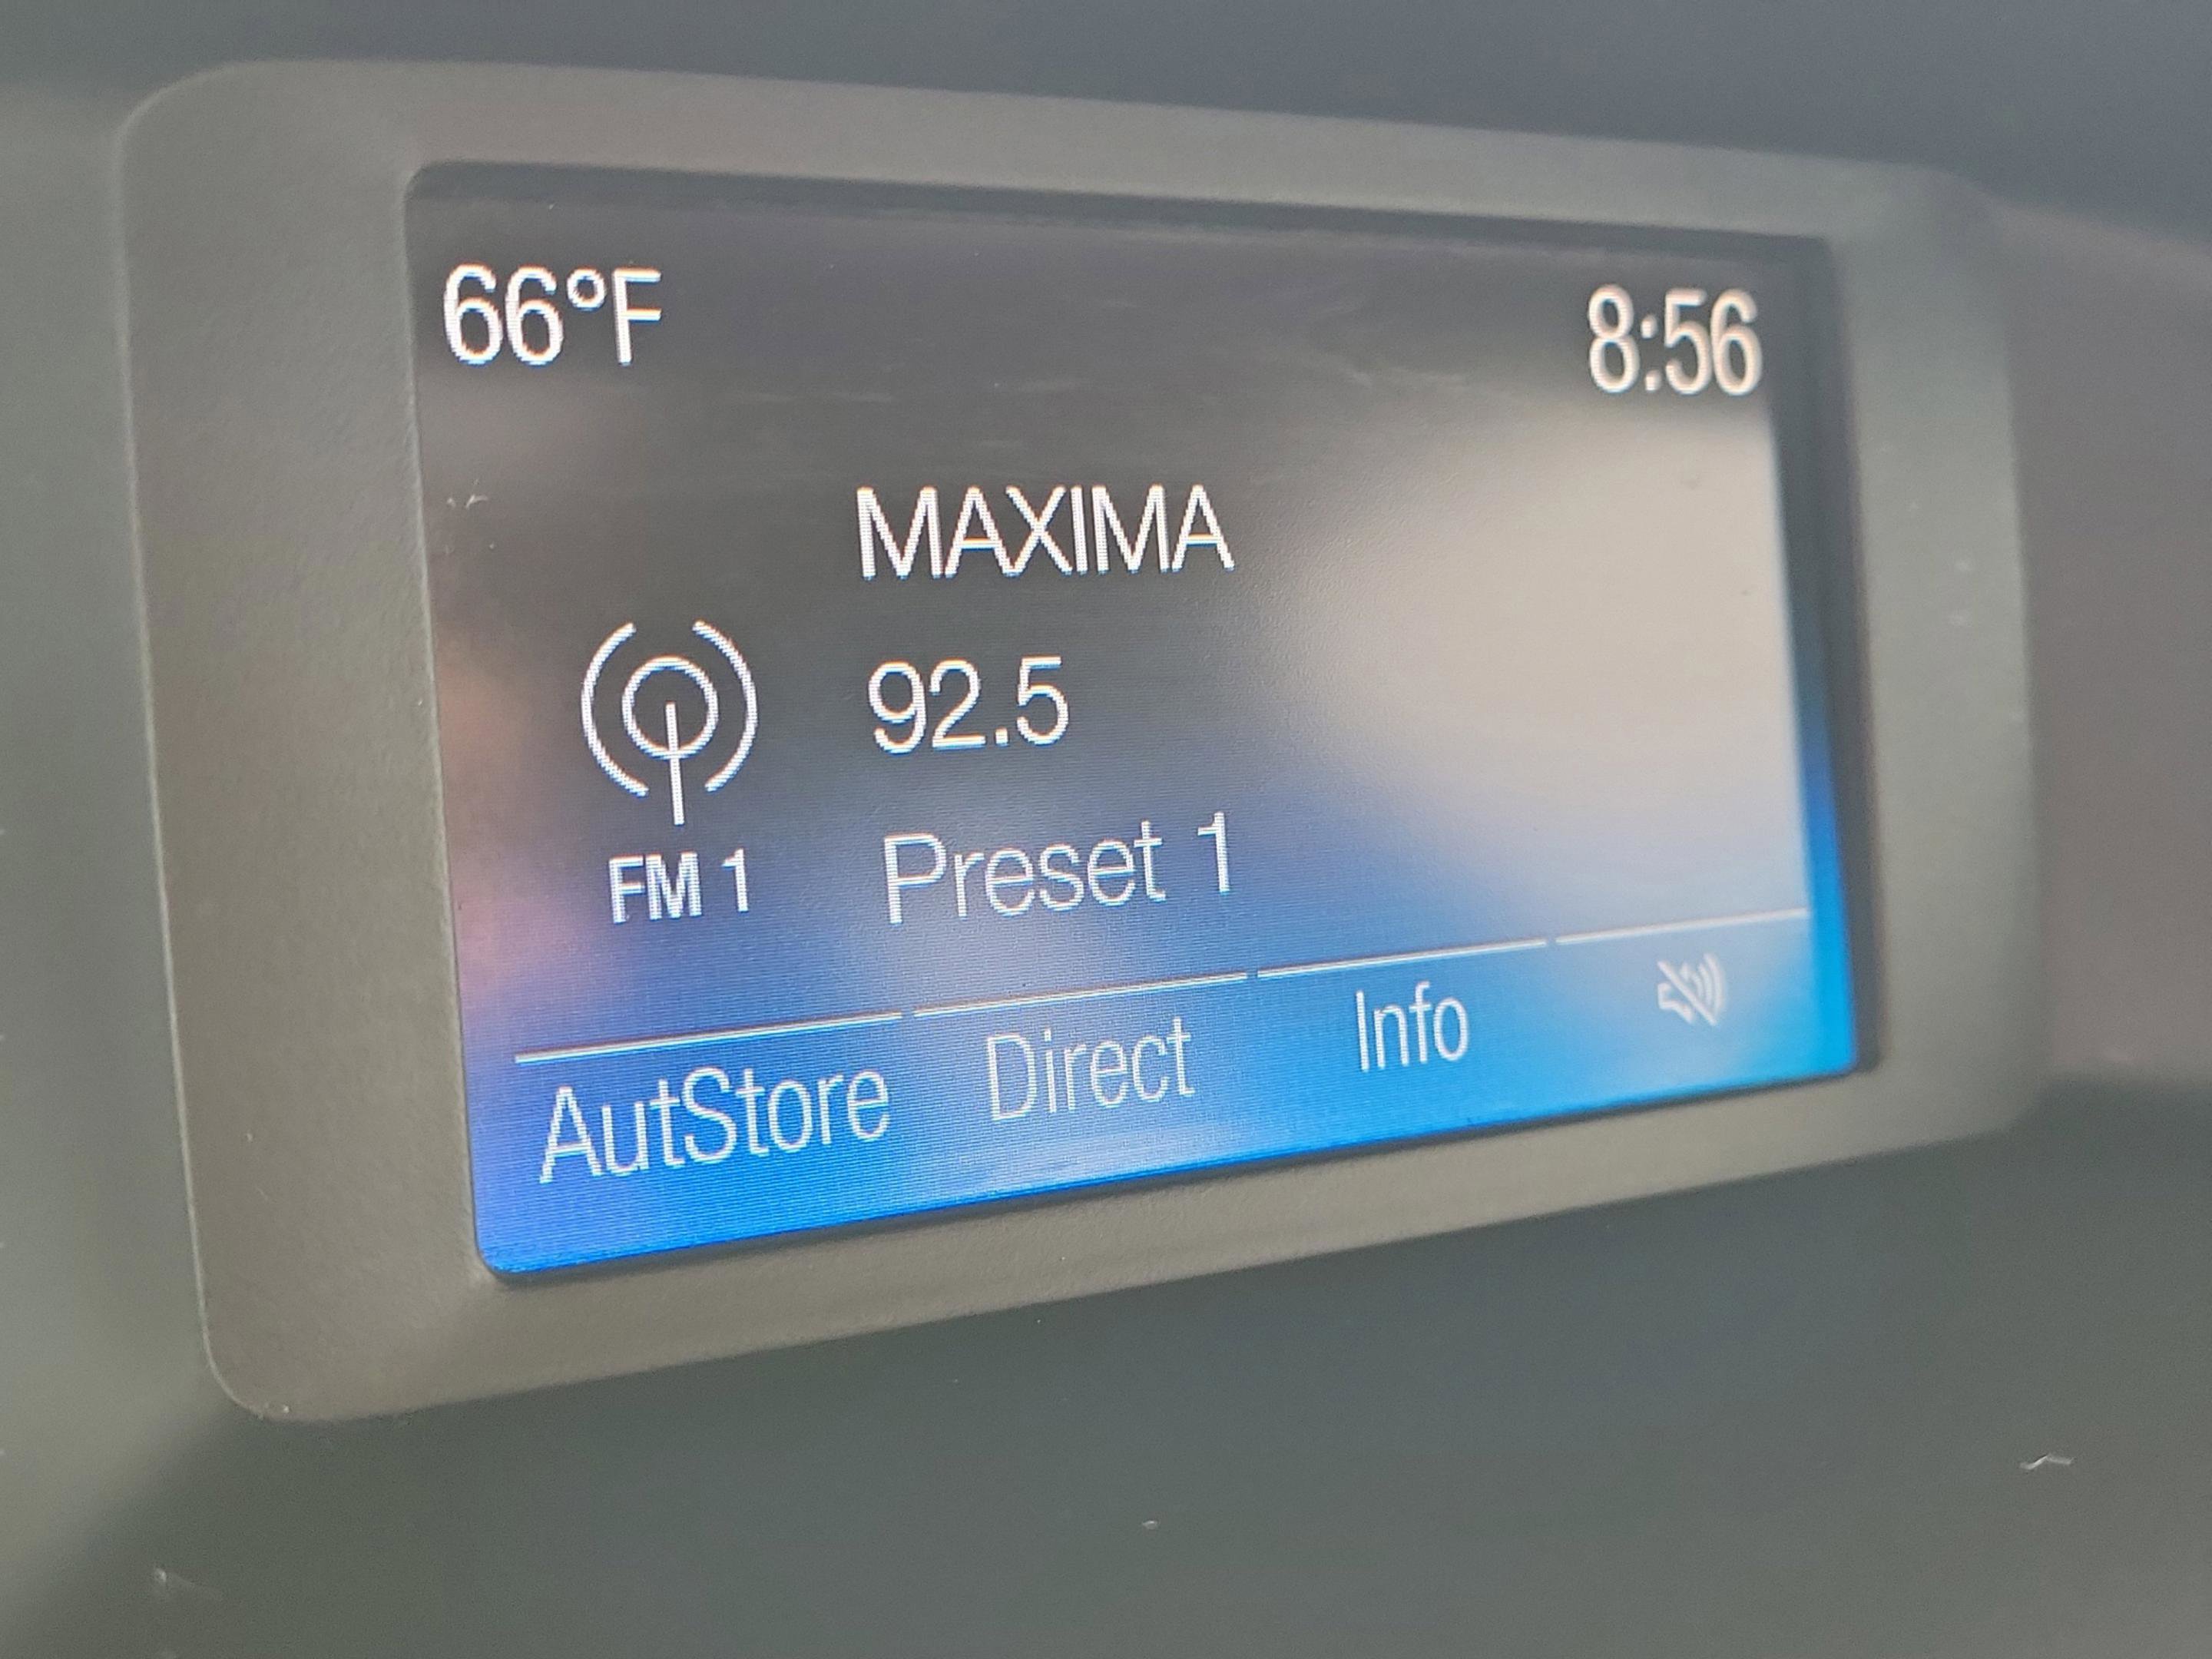 66°F 8:56
MAXIMA
92.5
FM 1 Preset 1
AutStore Direct Info